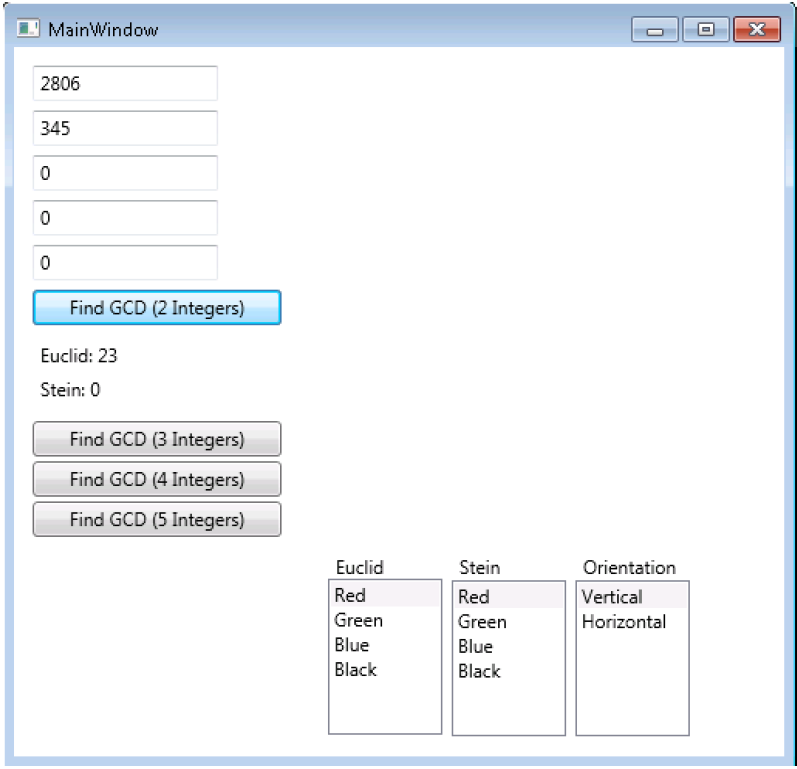 MainWindow
2806
345
0
0
0
Find GCD (2 Integers)
Euclid: 23
Stein: 0
Find GCD (3 Integers)
Find GCD (4 Integers)
Find GCD (5 Integers)
Euclid
Red
Green
Blue
Black
Stein
Red
Green
Blue
Black
Orientation
Vertical
Horizontal